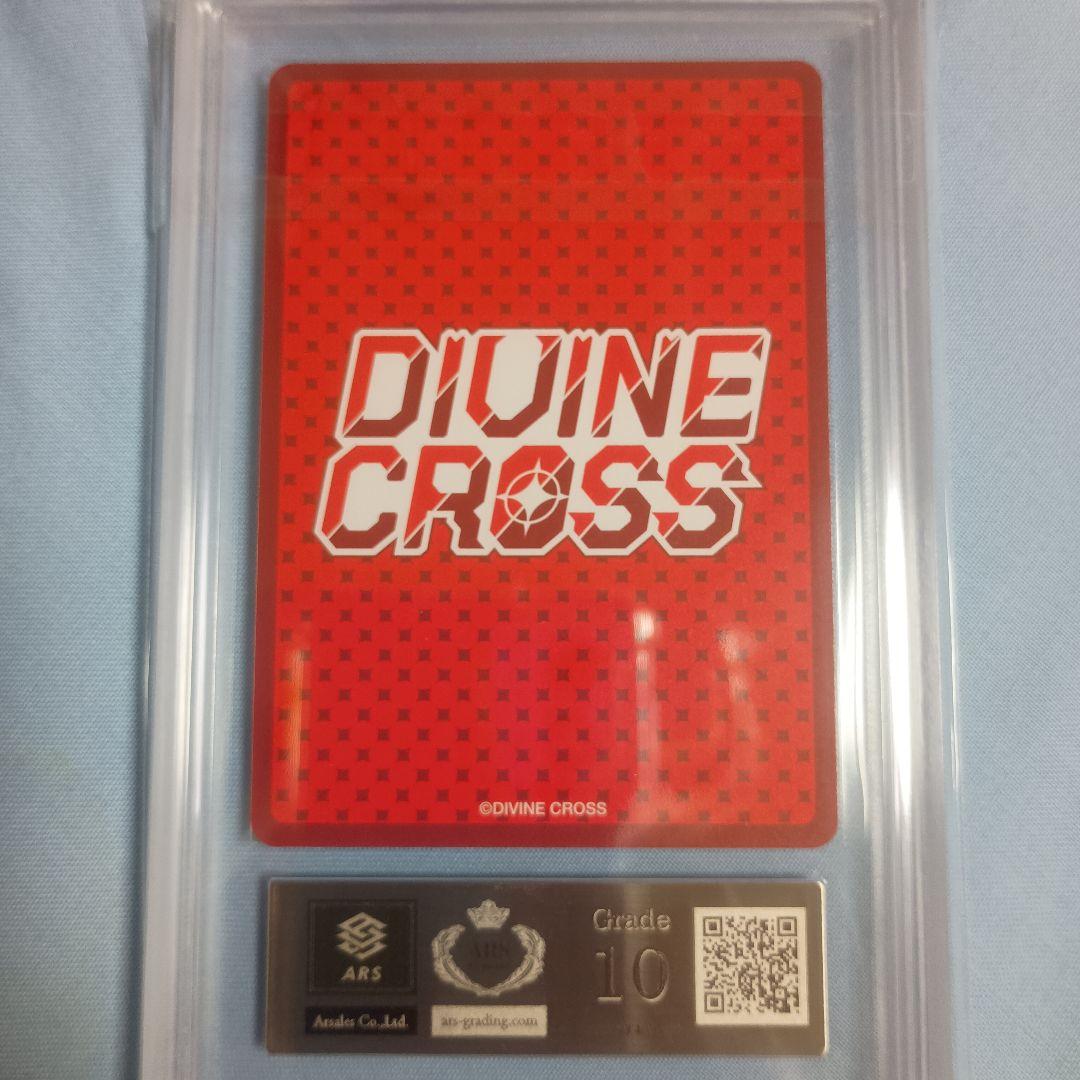 DIVINE
CROSS
©DIVINE CROSS
ARS
Arsales Co.,Ltd.
ARS
ars-grading.com
Grade
10